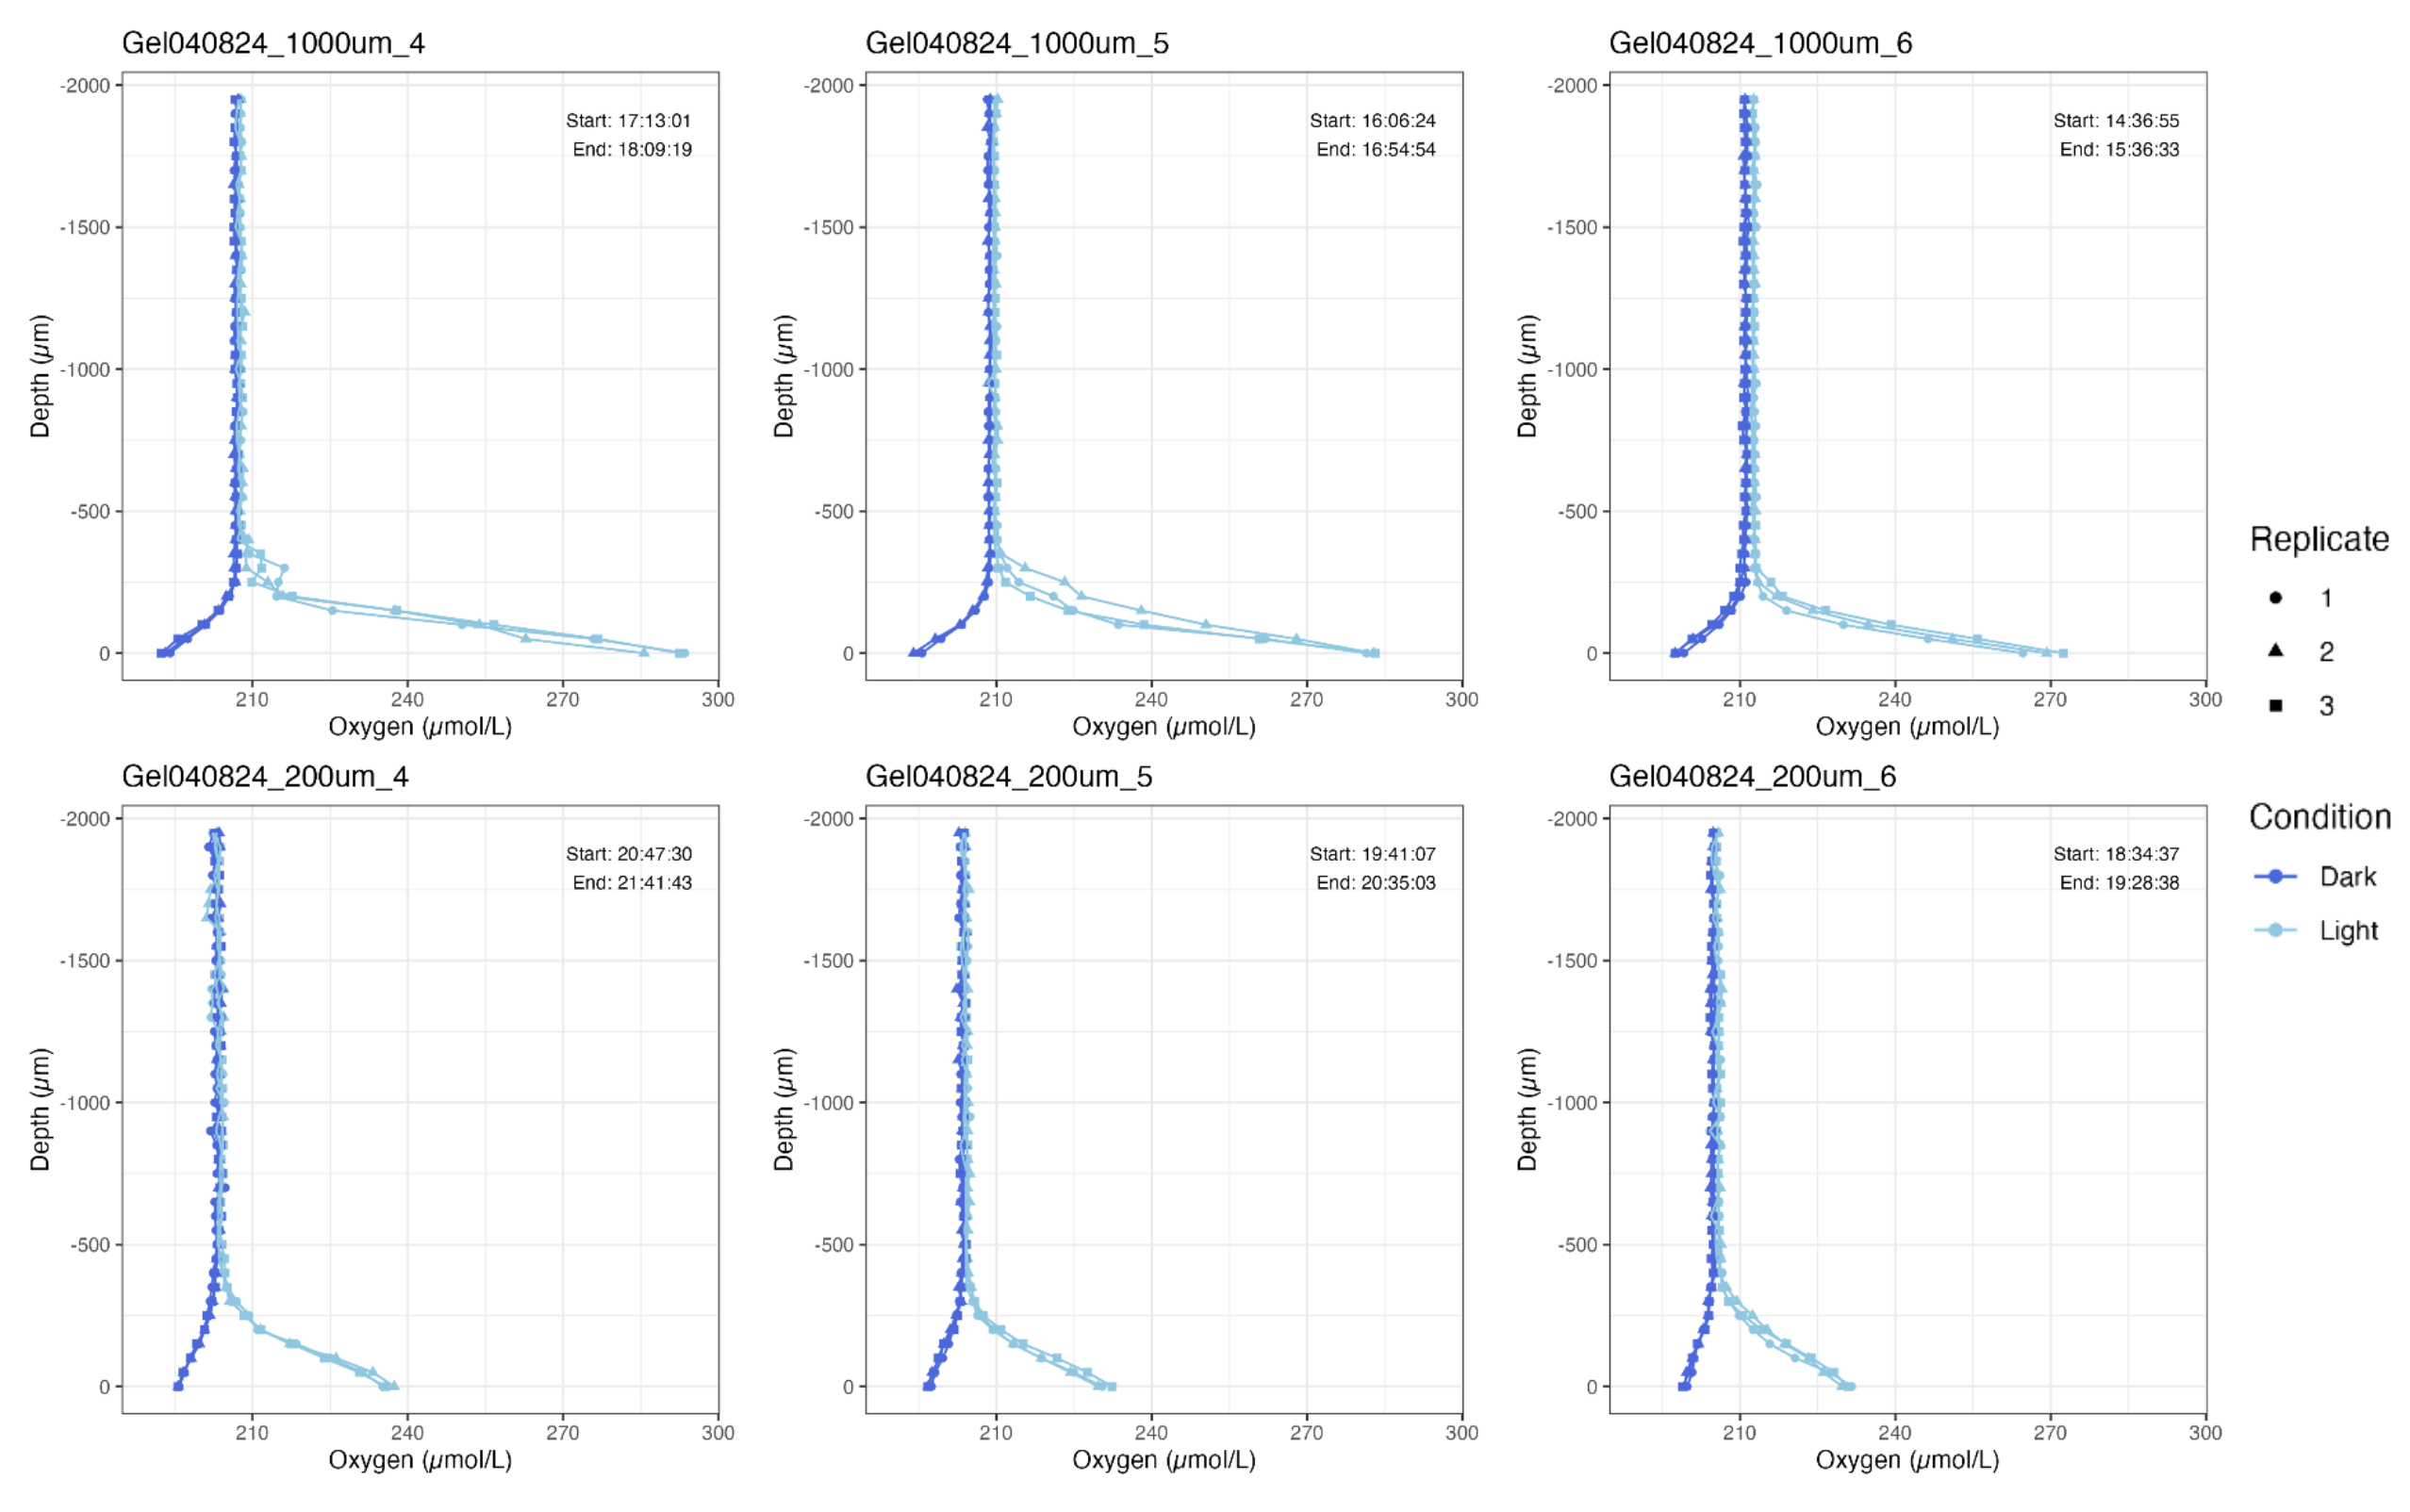 Gel040824_1000um_4
-2000
-1500
-1000
-500
0
Depth (µm)
Start: 17:13:01
End: 18:09:19
210 240 270 300
Oxygen (µmol/L)
Gel040824_1000um_5
-2000
-1500
-1000
-500
0
Depth (µm)
Start: 16:06:24
End: 16:54:54
210 240 270 300
Oxygen (µmol/L)
Gel040824_1000um_6
-2000
-1500
-1000
-500
0
Depth (µm)
Start: 14:36:55
End: 15:36:33
210 240 270 300
Oxygen (µmol/L)
Gel040824_200um_4
-2000
-1500
-1000
-500
0
Depth (µm)
Start: 20:47:30
End: 21:41:43
210 240 270 300
Oxygen (µmol/L)
Gel040824_200um_5
-2000
-1500
-1000
-500
0
Depth (µm)
Start: 19:41:07
End: 20:35:03
210 240 270 300
Oxygen (µmol/L)
Gel040824_200um_6
-2000
-1500
-1000
-500
0
Depth (µm)
Start: 18:34:37
End: 19:28:38
210 240 270 300
Oxygen (µmol/L)
Replicate
1
2
3
Condition
Dark
Light